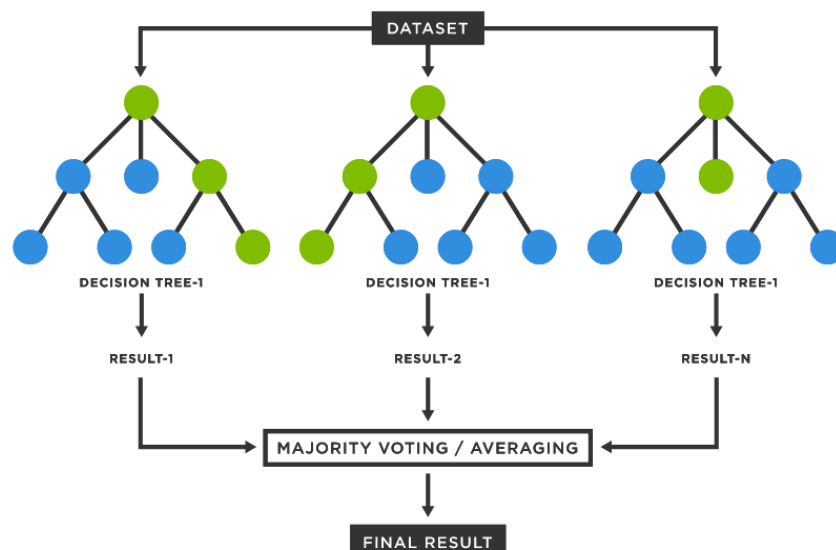 DATASET
DECISION TREE-1 DECISION TREE-1 DECISION TREE-1
RESULT-1 RESULT-2 RESULT-N
MAJORITY VOTING / AVERAGING
FINAL RESULT